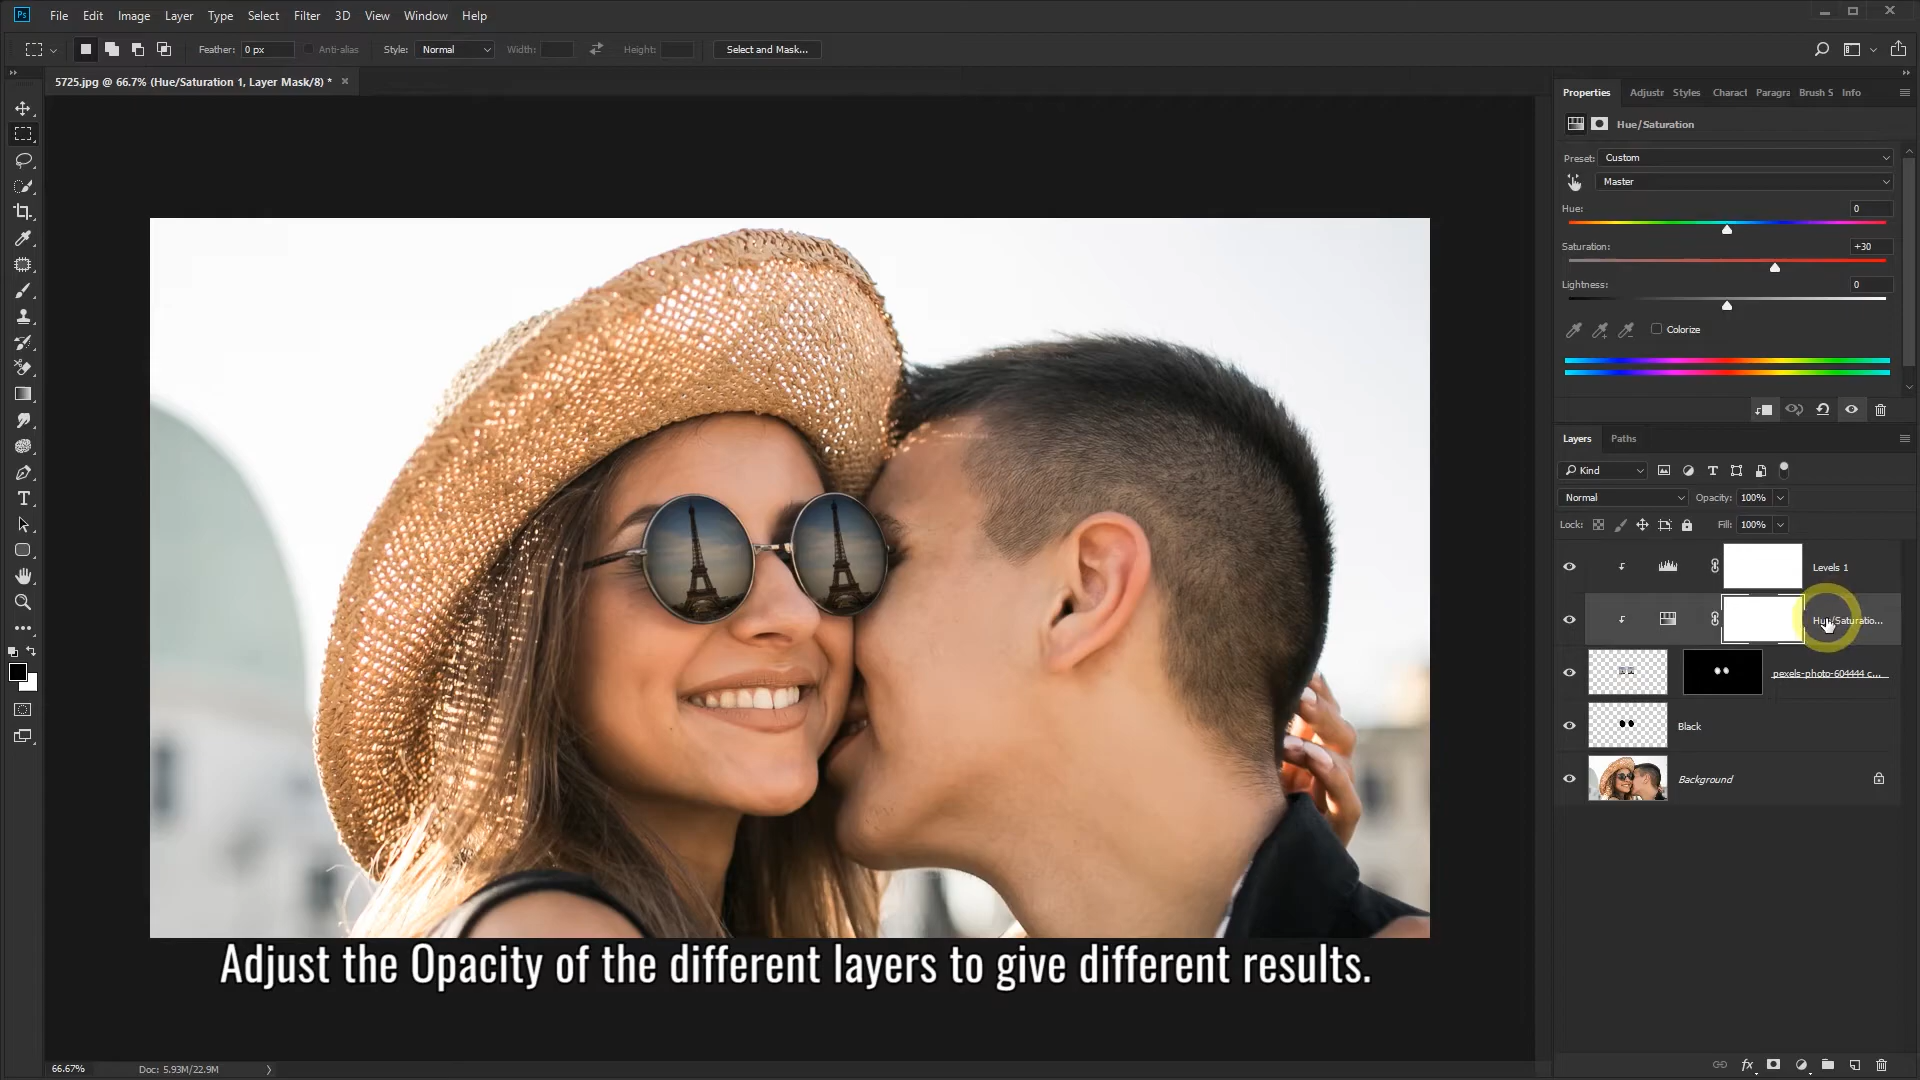 Ps File Edit Image Layer Type Select Filter 3D View Window Help
Feather: 0 px Anti-alias Style: Normal Width: Height: Select and Mask...
5725.jpg @ 66.7% (Hue/Saturation 1, Layer Mask/8) * ×
Properties Adjustr Styles Charact Paragra Brush S Info
Hue/Saturation
Preset: Custom
Master
Hue: 0
Saturation: +30
Lightness: 0
Colorize
Layers Paths
Kind
Normal Opacity: 100%
Lock: Fill: 100%
Levels 1
Hue/Saturatio...
pexels-photo-604444 c...
Black
Background
Adjust the Opacity of the different layers to give different results.
66.67% Doc: 5.93M/22.9M